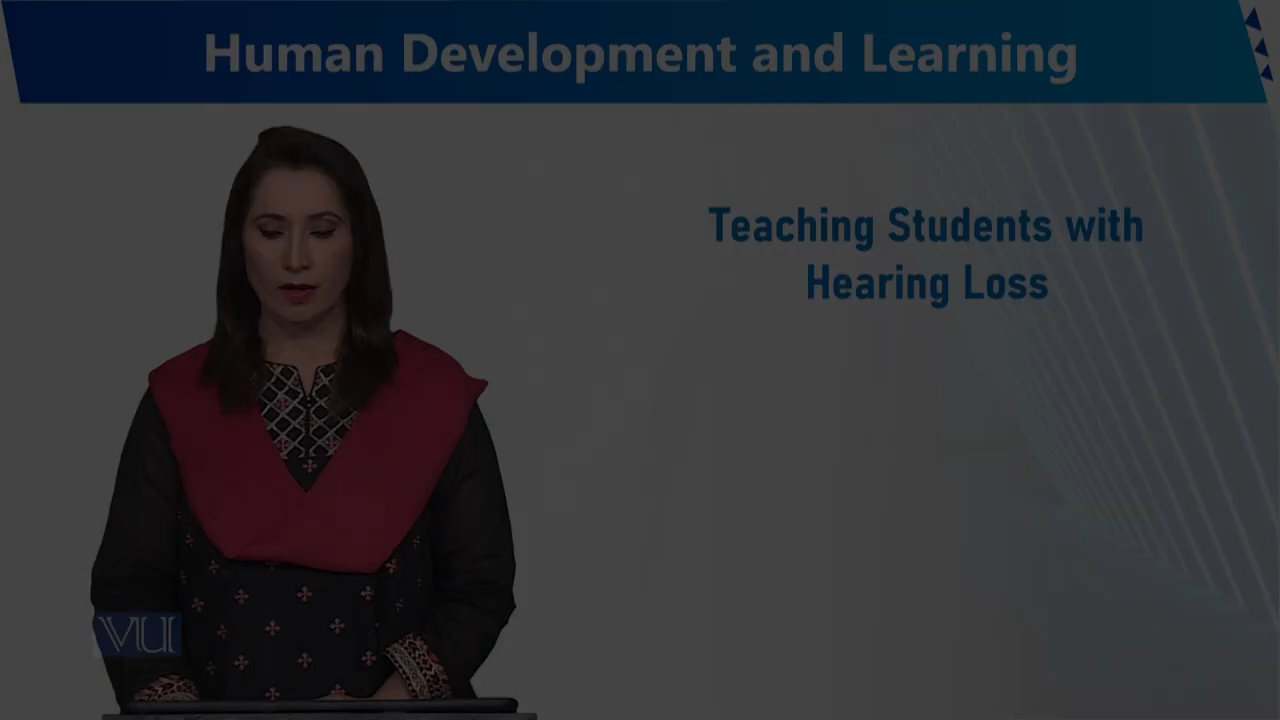 Human Development and Learning
Teaching Students with
Hearing Loss
VU